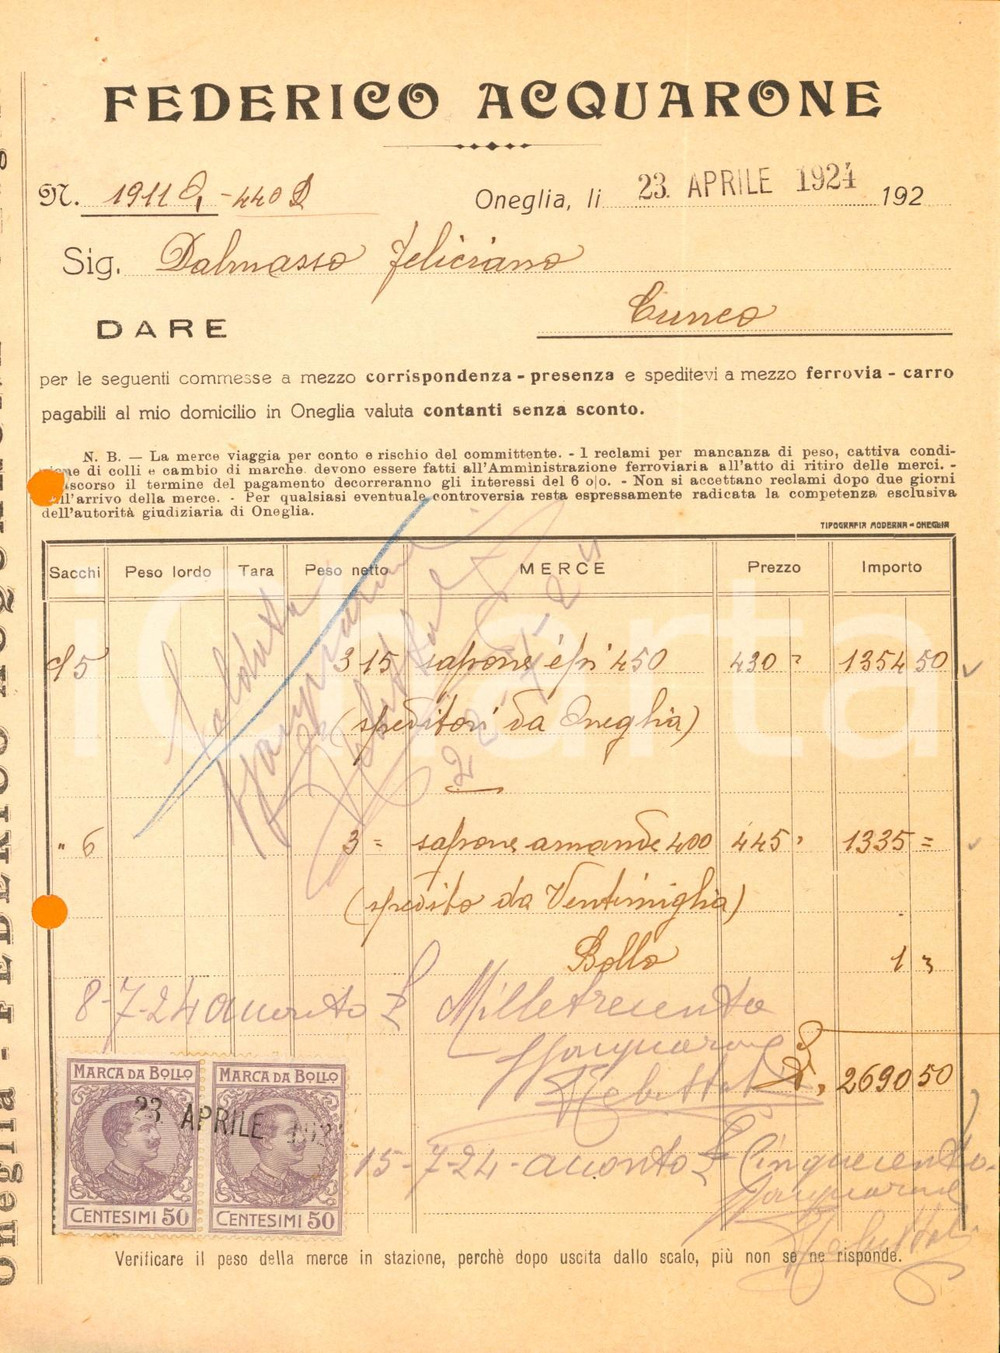 FEDERICO ACQUARONE
N. 1911
Oneglia, li 23. APRILE 1924 192
Sig. Dalmasso Feliciano
Cuneo
DARE
per le seguenti commesse a mezzo corrispondenza - presenza e speditevi a mezzo ferrovia - carro
pagabili al mio domicilio in Oneglia valuta contanti senza sconto.
N. B. — La merce viaggia per conto e rischio del committente. - I reclami per mancanza di peso, cattiva condi-
di colli e cambio di marche devono essere fatti all'Amministrazione ferroviaria all'atto di ritiro delle merci. -
il termine del pagamento decorreranno gli interessi del 6 o|o. - Non si accettano reclami dopo due giorni
dell'arrivo della merce. - Per qualsiasi eventuale controversia resta espressamente radicata la competenza esclusiva
dell'autorità giudiziaria di Oneglia.
TIPOGRAFIA MODERNA - ONEGLIA
Sacchi Peso lordo Tara Peso netto MERCE Prezzo Importo
3 15 sapone 450 430 1354 50
(speditori da Oneglia)
" 6 3 = sapone amande 400 445 1335 =
(spedito da Ventimiglia)
Bollo 1
8-7-24 acconto £ Milletrecento
2690 50
MARCA DA BOLLO MARCA DA BOLLO
23 APRILE
15-7-24-acconto £ Cinquecento
CENTESIMI 50 CENTESIMI 50
Verificare il peso della merce in stazione, perchè dopo uscita dallo scalo, più non se ne risponde.
iCharta